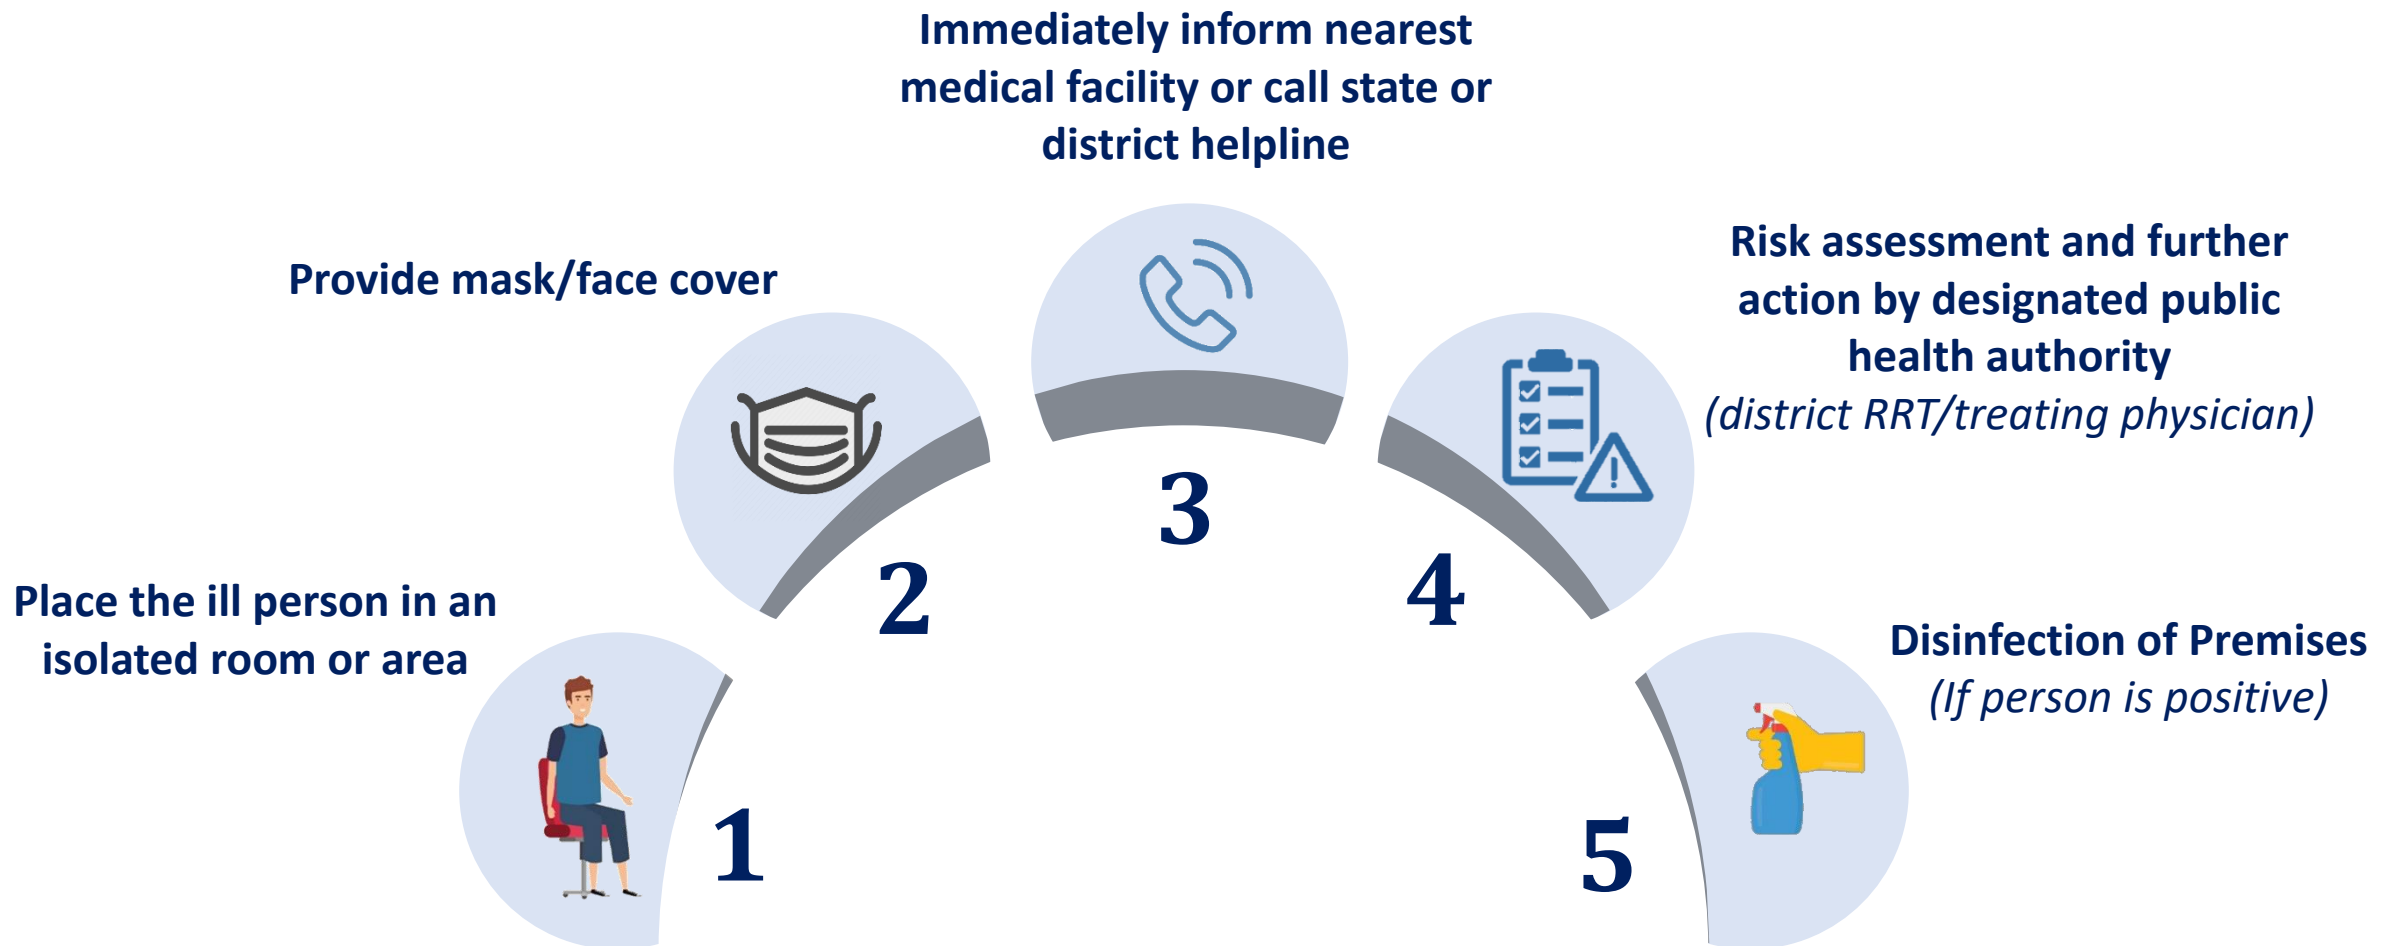 Place the ill person in an
isolated room or area
1
Provide mask/face cover
2
Immediately inform nearest
medical facility or call state or
district helpline
3
Risk assessment and further
action by designated public
health authority
(district RRT/treating physician)
4
Disinfection of Premises
(If person is positive)
5